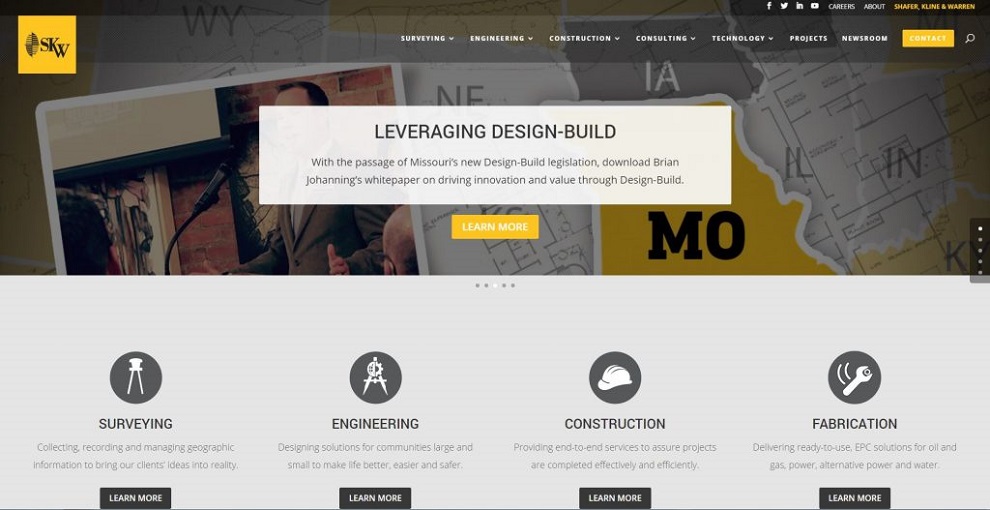 CAREERS ABOUT SHAFER, KLINE & WARREN
SKW
SURVEYING ENGINEERING CONSTRUCTION CONSULTING TECHNOLOGY PROJECTS NEWSROOM CONTACT
WY
NE
IA
IL
IN
MO
LEVERAGING DESIGN-BUILD
With the passage of Missouri's new Design-Build legislation, download Brian
Johanning's whitepaper on driving innovation and value through Design-Build.
LEARN MORE
SURVEYING
Collecting, recording and managing geographic
information to bring our clients' ideas into reality.
LEARN MORE
ENGINEERING
Designing solutions for communities large and
small to make life better, easier and safer.
LEARN MORE
CONSTRUCTION
Providing end-to-end services to assure projects
are completed effectively and efficiently.
LEARN MORE
FABRICATION
Delivering ready-to-use, EPC solutions for oil and
gas, power, alternative power and water.
LEARN MORE